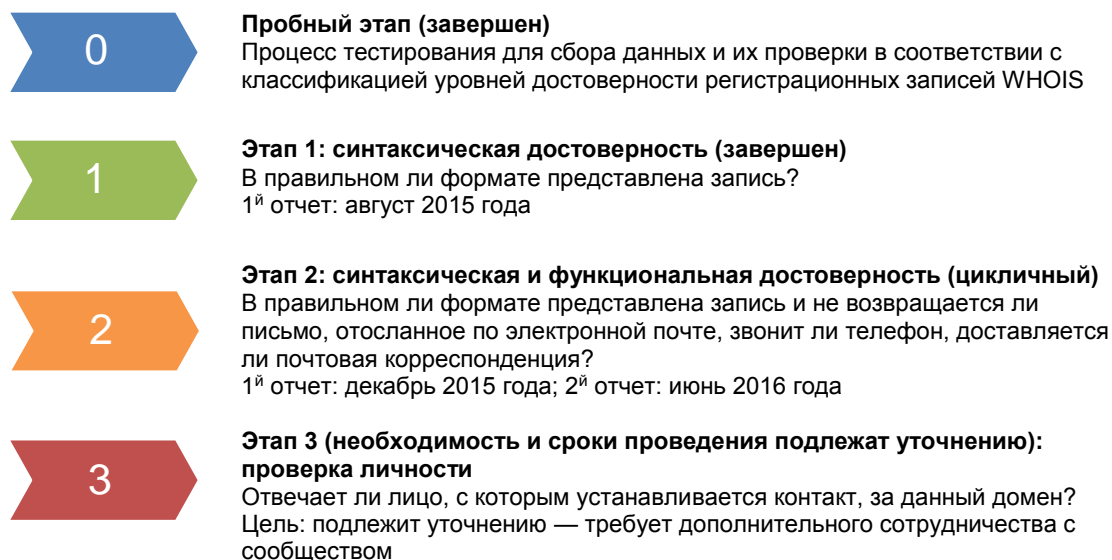 0
Пробный этап (завершен)
Процесс тестирования для сбора данных и их проверки в соответствии с
классификацией уровней достоверности регистрационных записей WHOIS
1
Этап 1: синтаксическая достоверность (завершен)
В правильном ли формате представлена запись?
1й отчет: август 2015 года
2
Этап 2: синтаксическая и функциональная достоверность (цикличный)
В правильном ли формате представлена запись и не возвращается ли
письмо, отосланное по электронной почте, звонит ли телефон, доставляется
ли почтовая корреспонденция?
1й отчет: декабрь 2015 года; 2й отчет: июнь 2016 года
3
Этап 3 (необходимость и сроки проведения подлежат уточнению):
проверка личности
Отвечает ли лицо, с которым устанавливается контакт, за данный домен?
Цель: подлежит уточнению — требует дополнительного сотрудничества с
сообществом